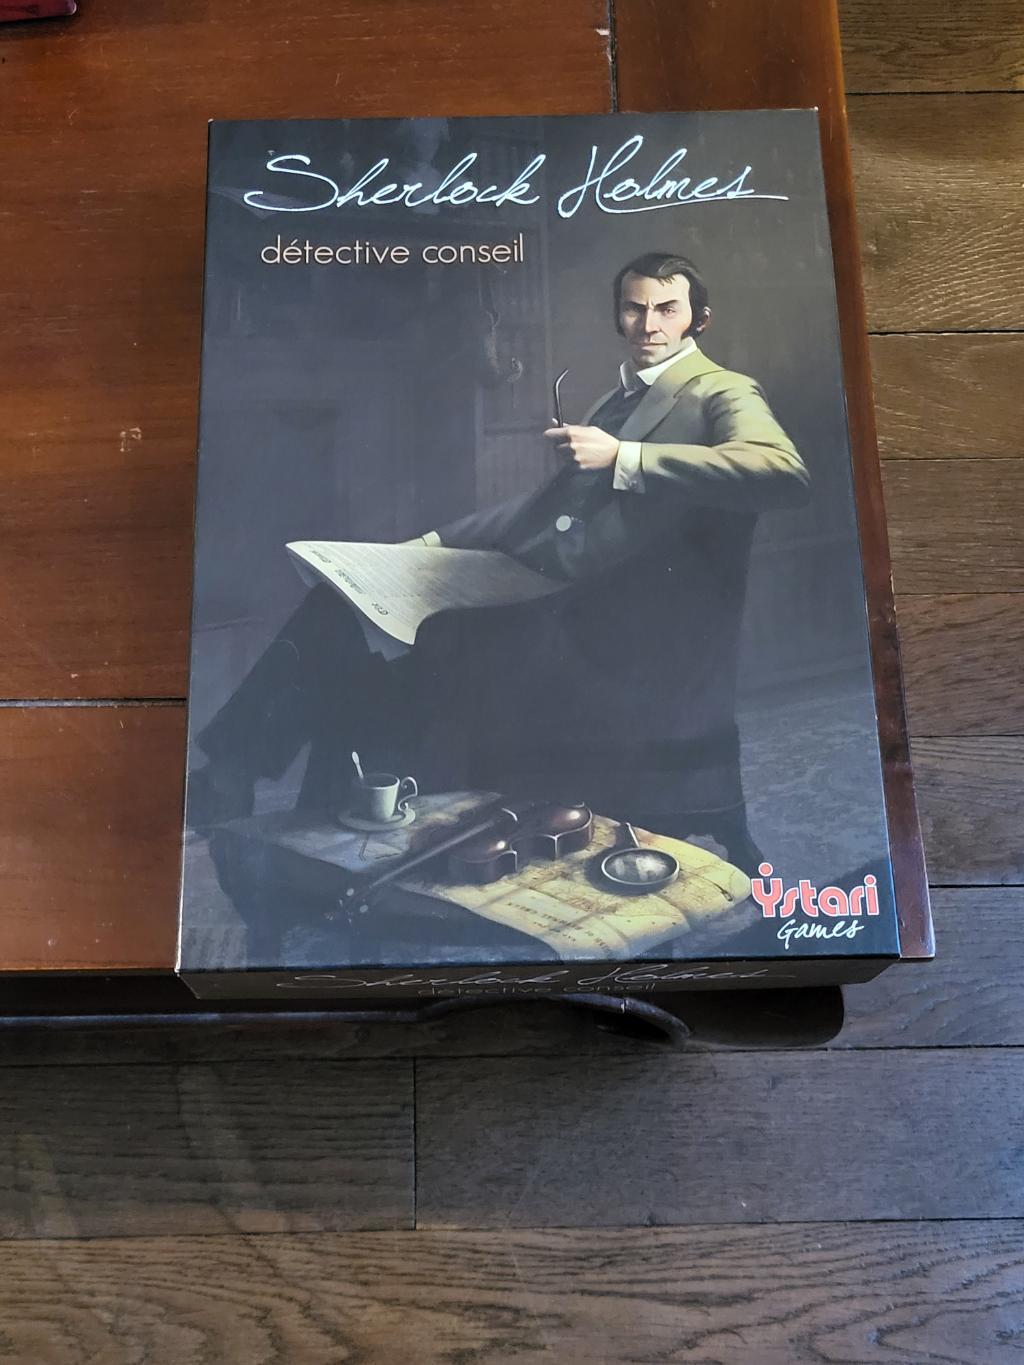 Sherlock Holmes
détective conseil
Ystari
Games
Sherlock Holmes
détective conseil